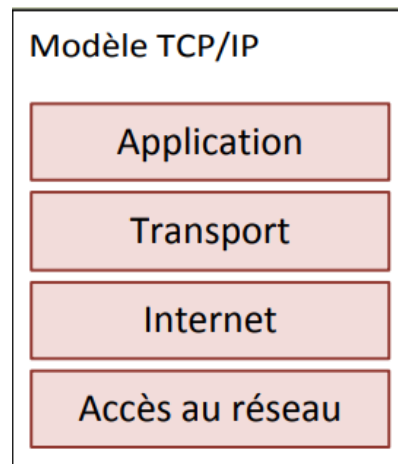 Modèle TCP/IP
Application
Transport
Internet
Accès au réseau